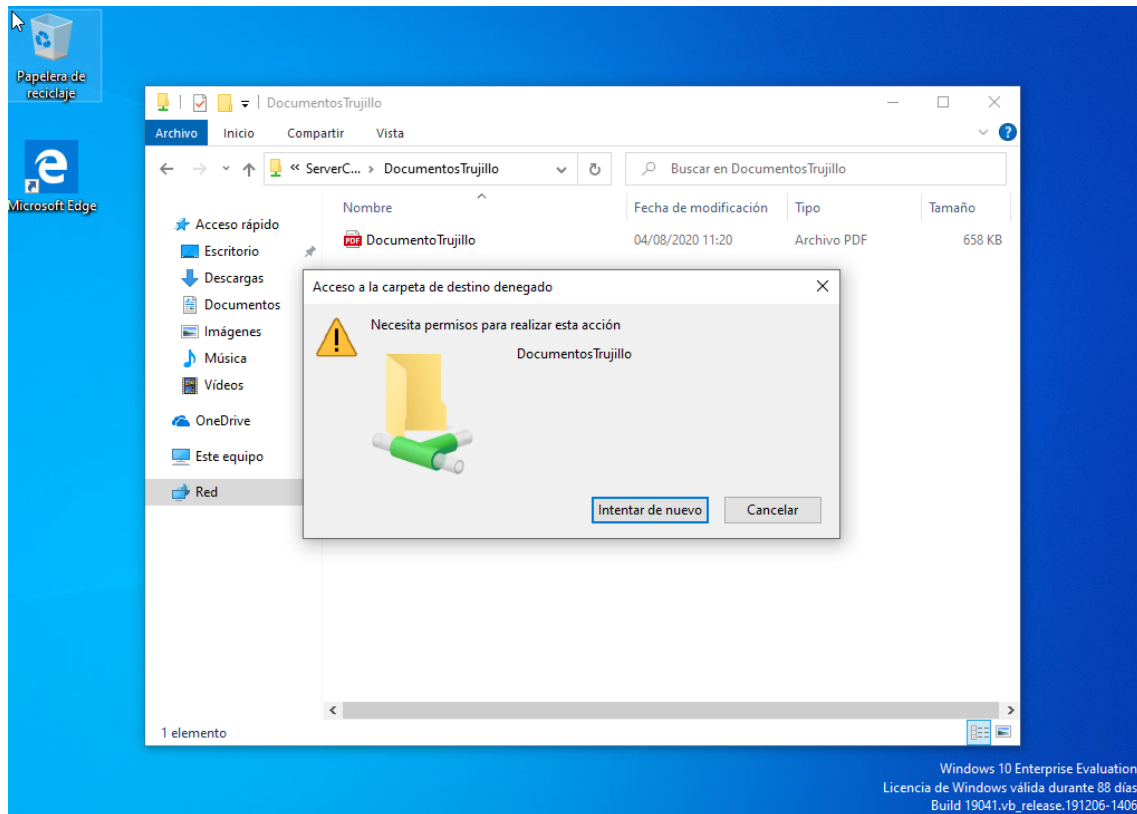 Papelera de
reciclaje
Microsoft Edge
DocumentosTrujillo
Archivo Inicio Compartir Vista
« ServerC... › DocumentosTrujillo
Buscar en DocumentosTrujillo
Nombre Fecha de modificación Tipo Tamaño
DocumentoTrujillo 04/08/2020 11:20 Archivo PDF 658 KB
PDF
Acceso rápido
Escritorio
Descargas
Documentos
Imágenes
Música
Vídeos
OneDrive
Este equipo
Red
Acceso a la carpeta de destino denegado
Necesita permisos para realizar esta acción
DocumentosTrujillo
Intentar de nuevo Cancelar
1 elemento
Windows 10 Enterprise Evaluation
Licencia de Windows válida durante 88 días
Build 19041.vb_release.191206-1406